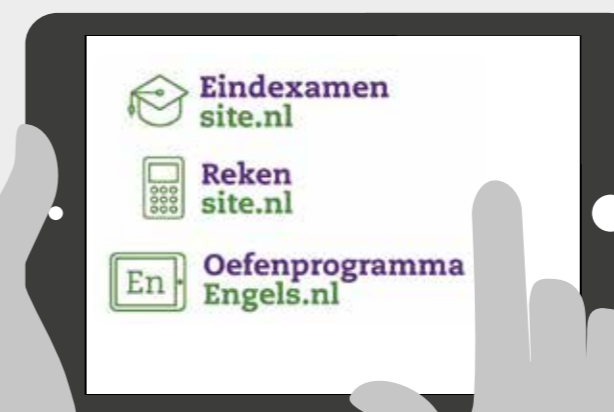 Eindexamen
site.nl
Reken
site.nl
En
Oefenprogramma
Engels.nl